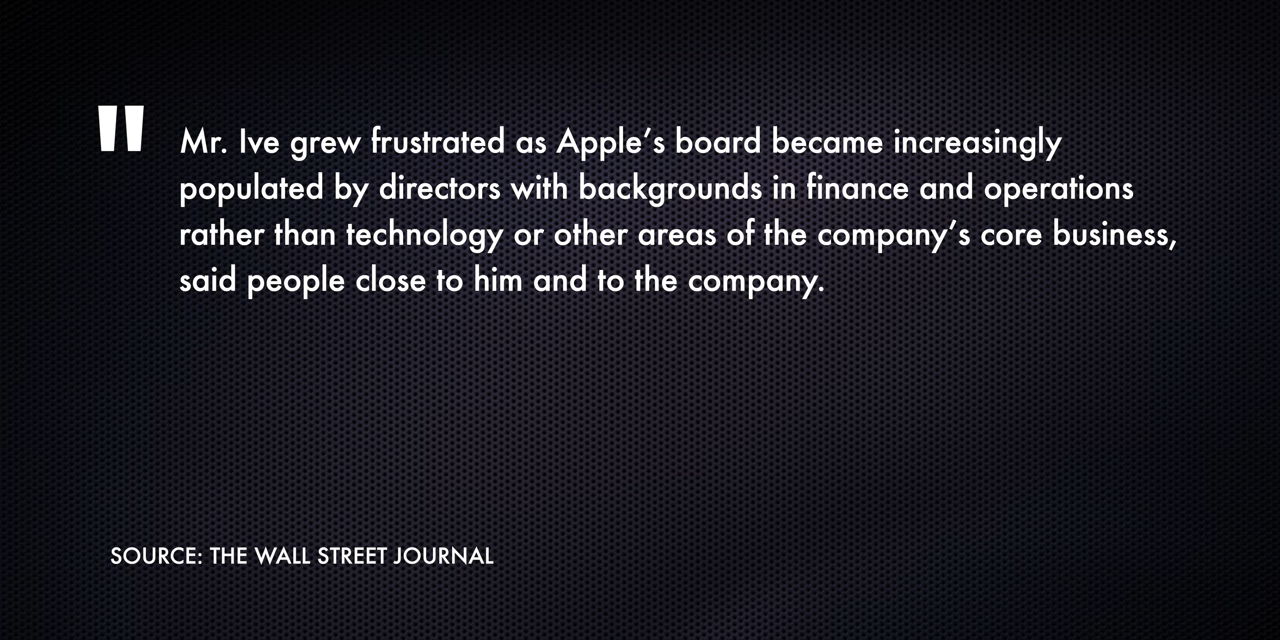 " Mr. Ive grew frustrated as Apple’s board became increasingly
populated by directors with backgrounds in finance and operations
rather than technology or other areas of the company’s core business,
said people close to him and to the company.
SOURCE: THE WALL STREET JOURNAL